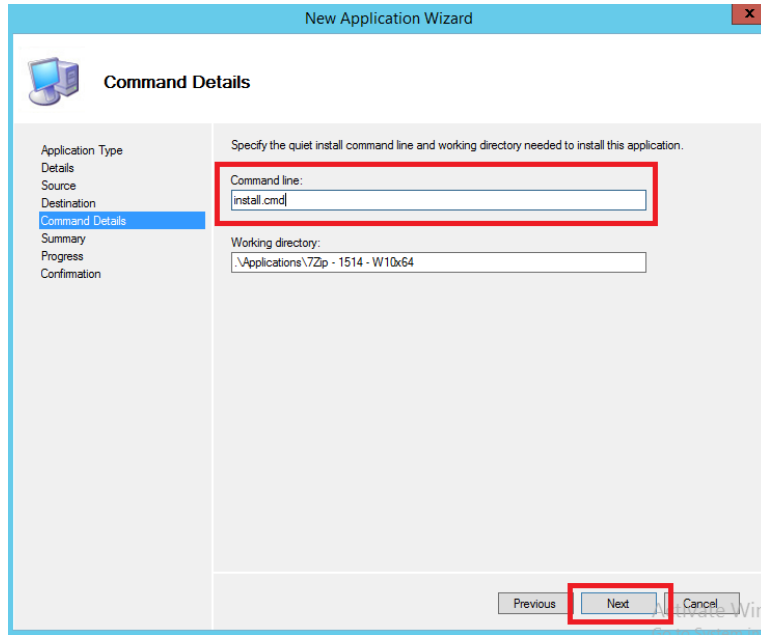 New Application Wizard
x
Command Details
Application Type
Details
Source
Destination
Command Details
Summary
Progress
Confirmation
Specify the quiet install command line and working directory needed to install this application.
Command line:
install.cmd
Working directory:
.\Applications\7Zip - 1514 - W10x64
Previous
Next
Cancel
Activate Win